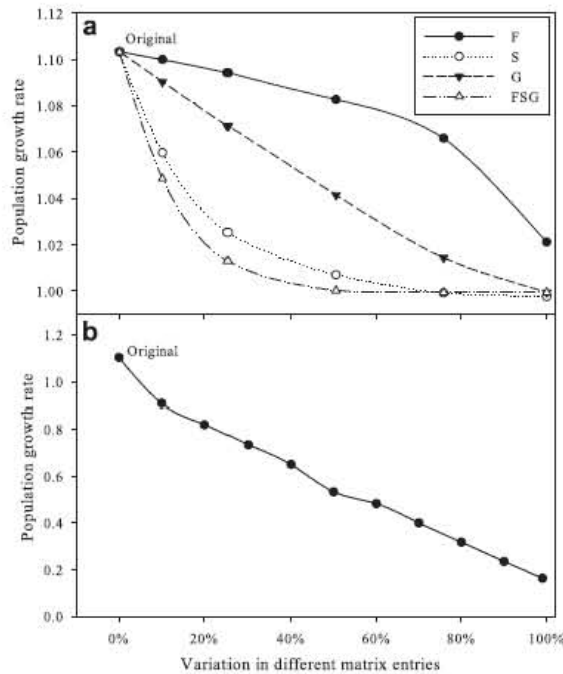 a
Original
F
S
G
FSG
1.12
1.10
1.08
1.06
1.04
1.02
1.00
Population growth rate
b
Original
1.2
1.0
0.8
0.6
0.4
0.2
0.0
Population growth rate
0%
20%
40%
60%
80%
100%
Variation in different matrix entries